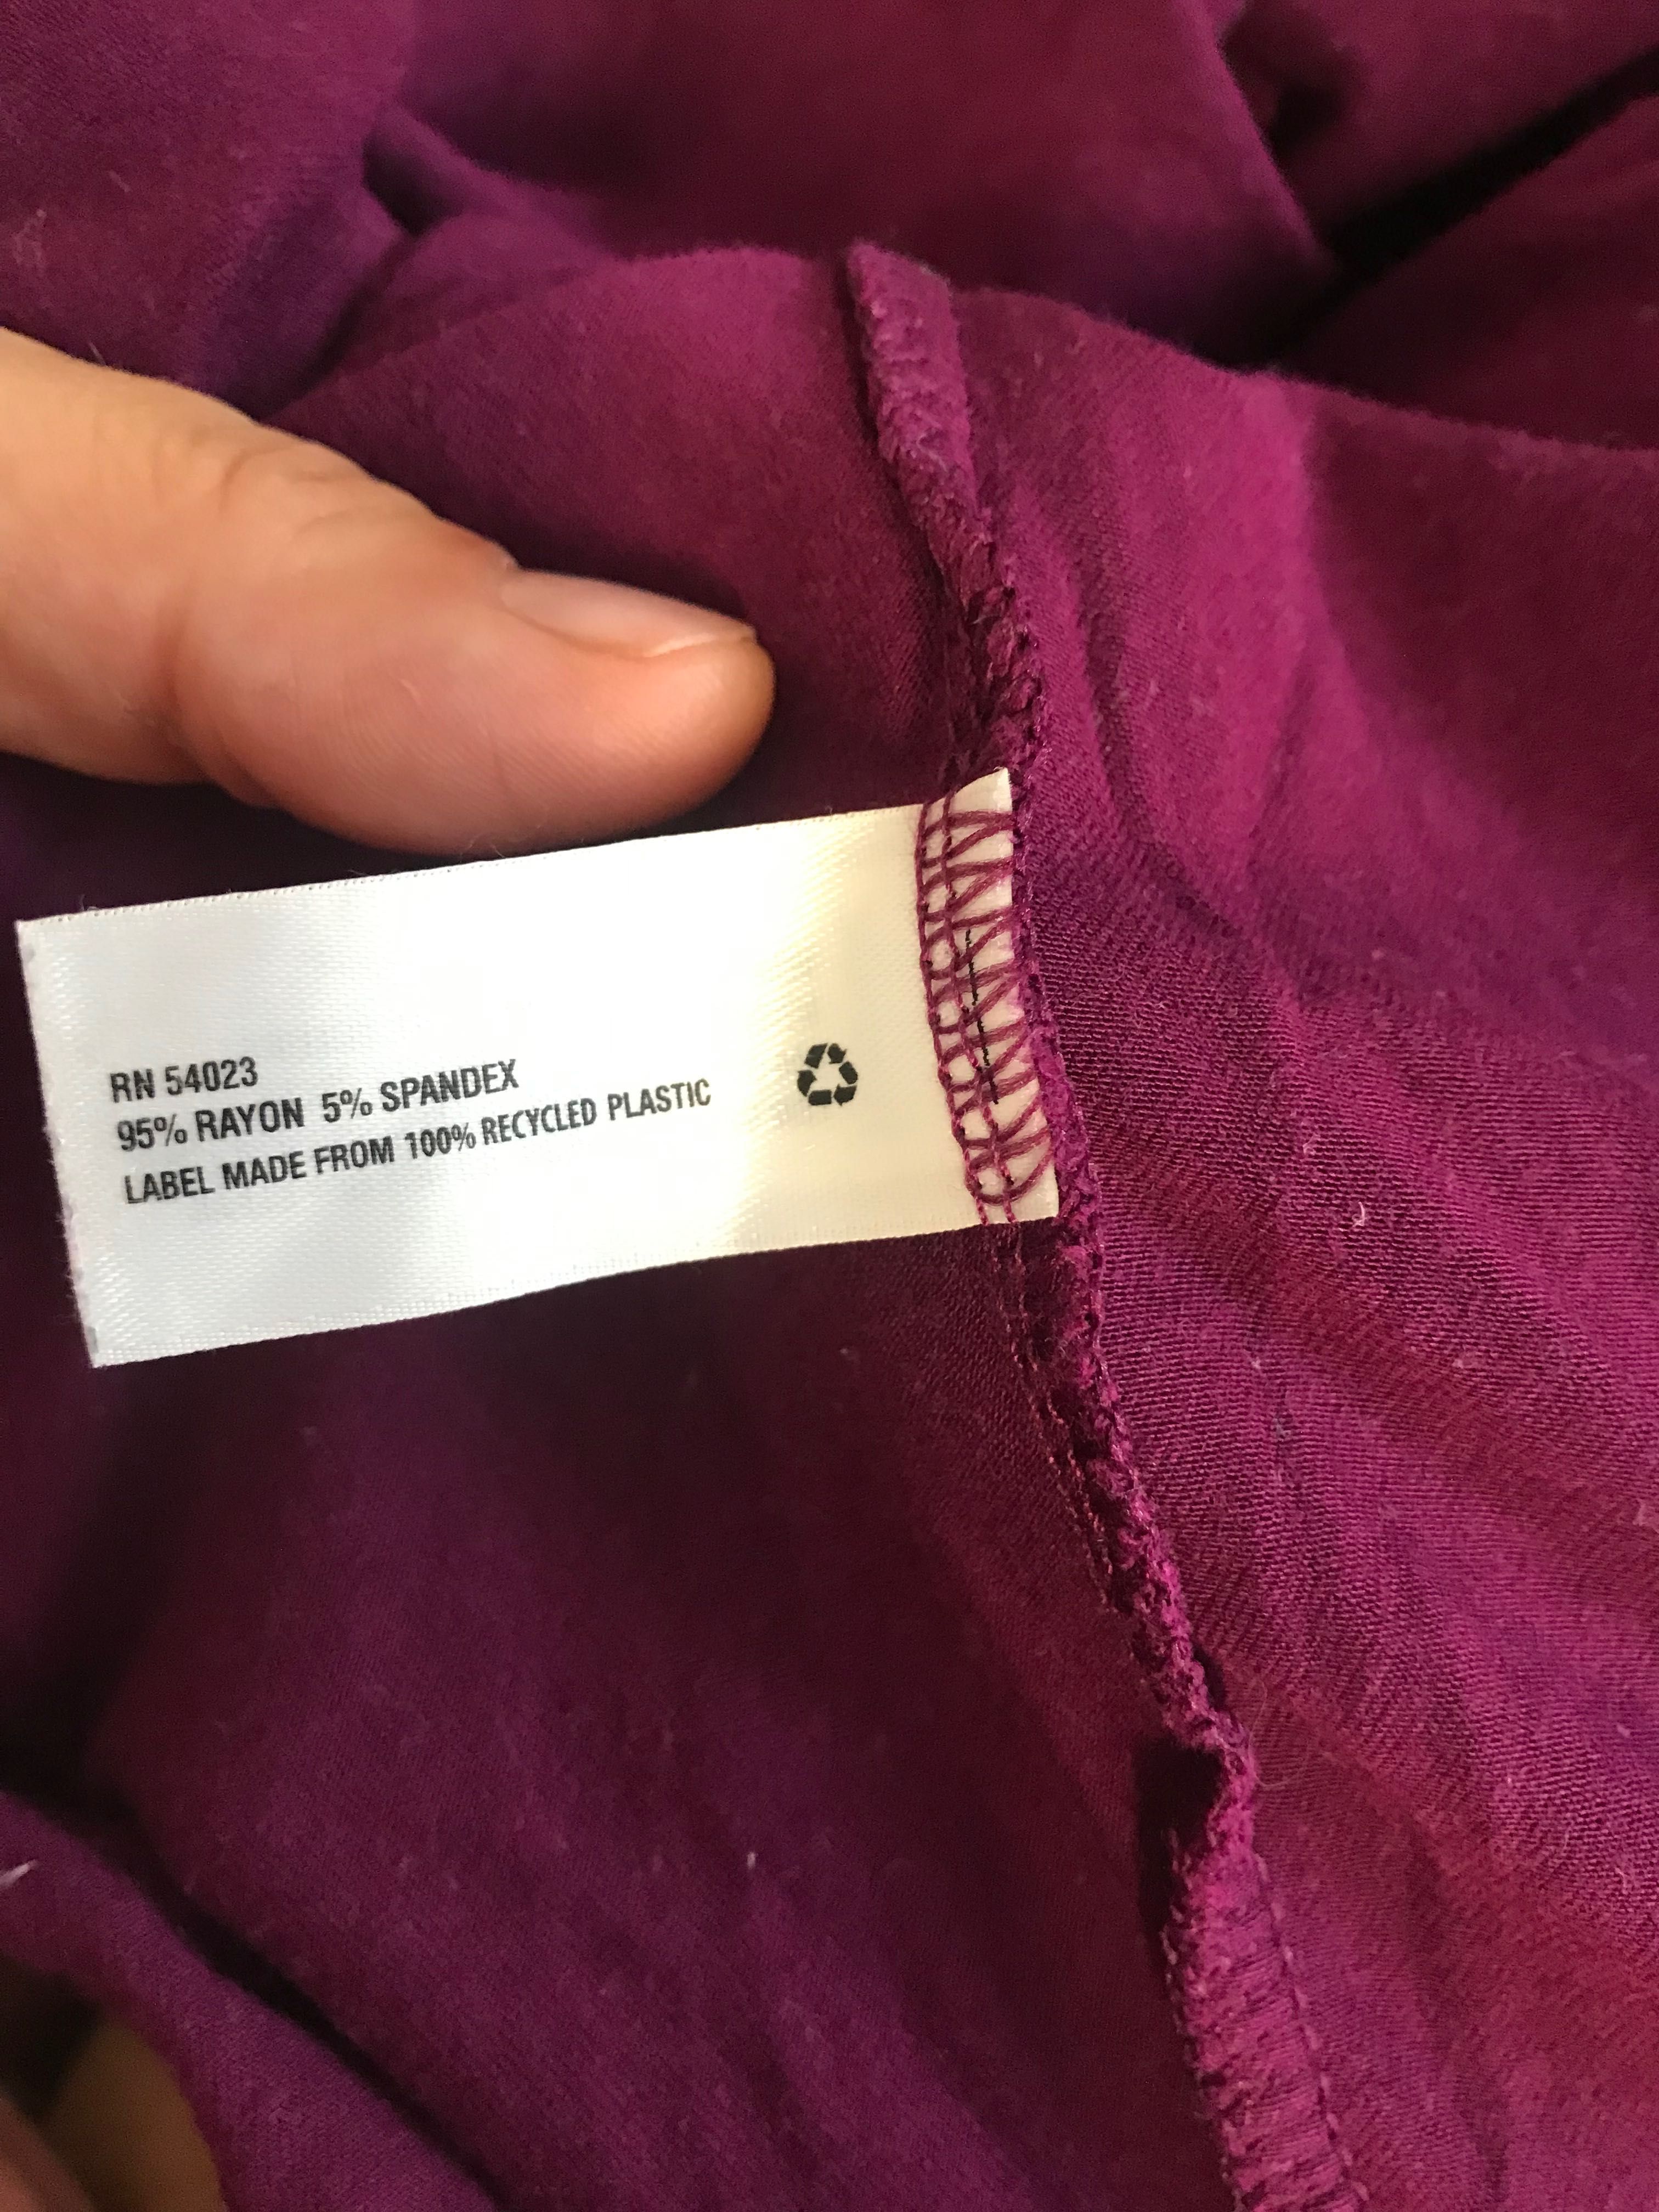 RN 54023
95% RAYON 5% SPANDEX
LABEL MADE FROM 100% RECYCLED PLASTIC